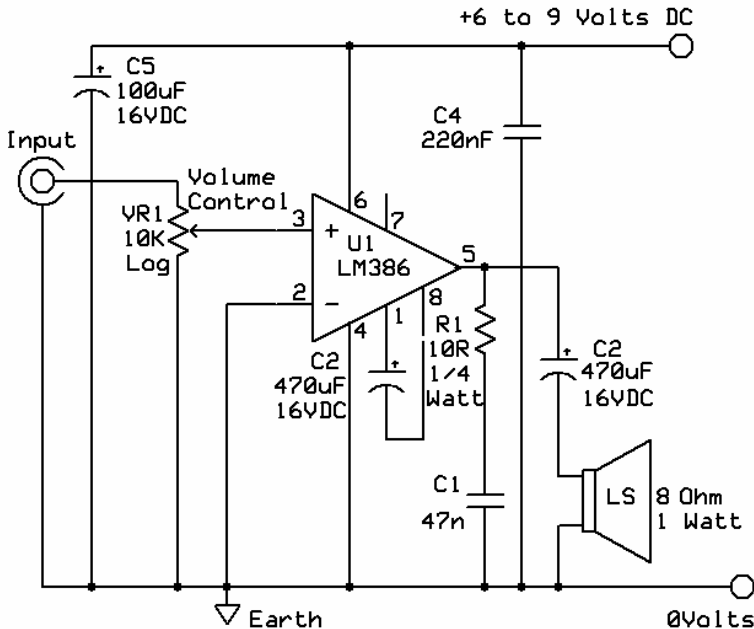 +6 to 9 Volts DC
C5
100uF
16VDC
C4
220nF
Input
Volume
Control
VR1
10K
Log
3
+
6
7
U1
LM386
5
2
-
4
1
8
R1
10R
1/4
Watt
C2
470uF
16VDC
+
C2
470uF
16VDC
+
C1
47n
LS
8 Ohm
1 Watt
Earth
0Volts
+